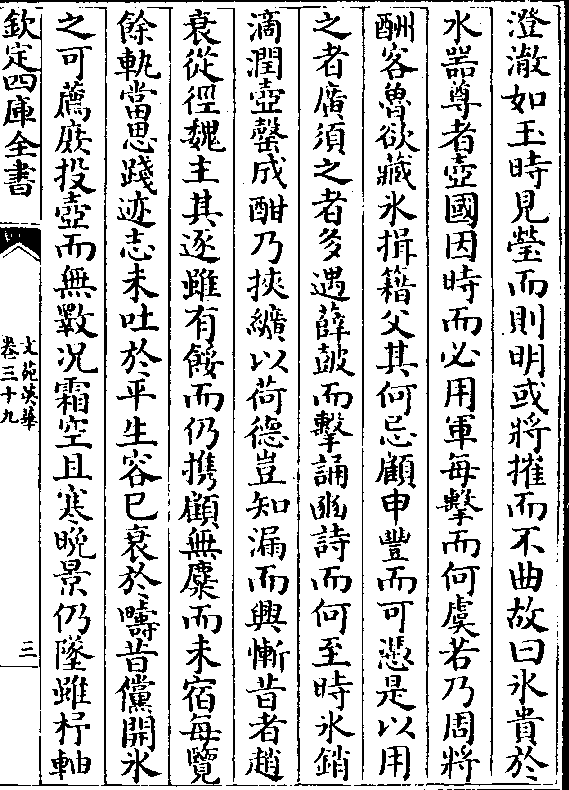 澄澈如玉時見瑩而則明或將摧而不曲故曰氷貴於
水噐尊者壺國因時而必用軍每擊而何虞若乃周將
酬客魯欲藏氷揖籍父其何忌顧申豐而可憑是以用
之者廣須之者多遇薛皷而擊誦豳詩而何至時氷銷
滴潤壺罄成酣乃挾纊以荷德豈知漏而興慚昔者趙
衰從徑魏主其逐雖有餒而仍携顧無麋而未宿每覽
餘軌當思踐迹志未吐於平生容巳衰於疇昔儻開氷
之可薦庻投壺而無斁况霜空且寒晚景仍墜雖杼軸
欽定四庫全書
文苑英華
卷三十九
三